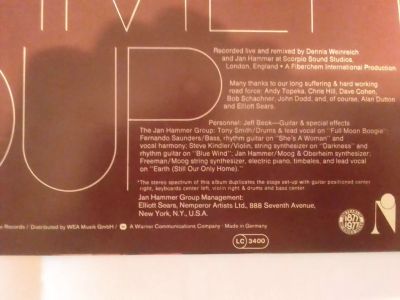 OUP
Recorded live and remixed by Dennis Weinreich
and Jan Hammer at Scorpio Sound Studios,
London, England • A Fiberchem International Production.
Many thanks to our long suffering & hard working
road force: Andy Topeka, Chris Hill, Dave Cohen,
Bob Schachner, John Dodd, and, of course, Alan Dutton
and Elliott Sears.
Personnel: Jeff Beck—Guitar & special effects
The Jan Hammer Group: Tony Smith/Drums & lead vocal on "Full Moon Boogie";
Fernando Saunders/Bass, rhythm guitar on "She's A Woman" and
vocal harmony; Steve Kindler/Violin, string synthesizer on "Darkness" and
rhythm guitar on "Blue Wind"; Jan Hammer/Moog & Oberheim synthesizer;
Freeman/Moog string synthesizer, electric piano, timbales, and lead vocal
on "Earth (Still Our Only Home)."*
*The stereo spectrum of this album duplicates the stage set-up with guitar positioned center
right, keyboards center left, violin right & drums and bass center
Jan Hammer Group Management:
Elliott Sears, Nemperor Artists Ltd., 888 Seventh Avenue,
New York, N.Y., U.S.A.
Records / Distributed by WEA Musik GmbH / A Warner Communications Company · Made in Germany
LC 3400
1877 1977
N